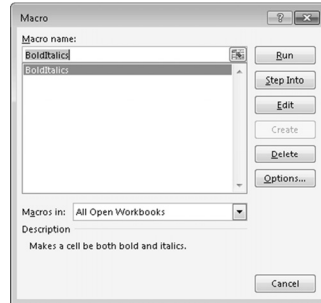 Macro
Macro name:
BoldItalics
Run
BoldItalics
Step Into
Edit
Create
Delete
Options...
Macros in: All Open Workbooks
Description
Makes a cell be both bold and italics.
Cancel